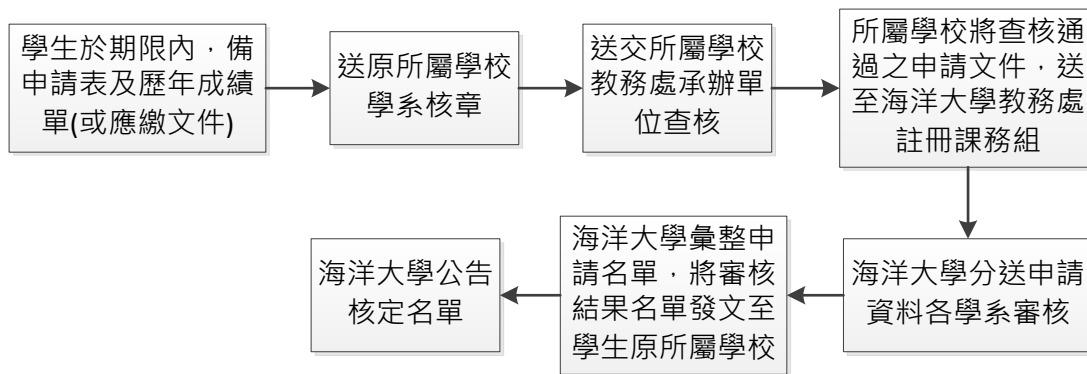 學生於期限內，備
申請表及歷年成績
單(或應繳文件)
送原所屬學校
學系核章
送交所屬學校
教務處承辦單
位查核
所屬學校將查核通
過之申請文件，送
至海洋大學教務處
註冊課務組
海洋大學分送申請
資料各學系審核
海洋大學彙整申
請名單，將審核
結果名單發文至
學生原所屬學校
海洋大學公告
核定名單